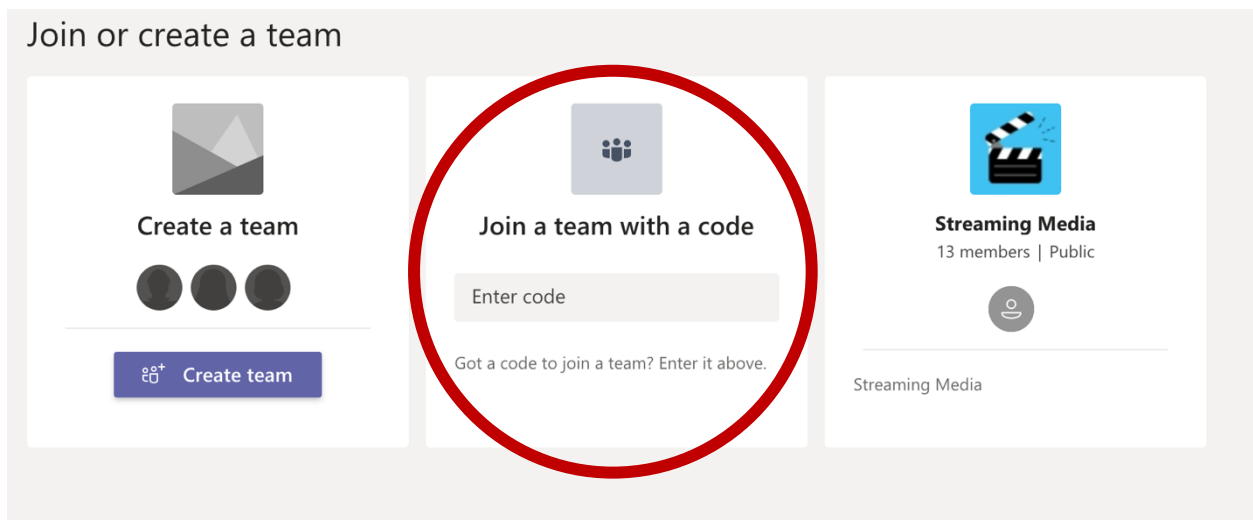 Join or create a team
Create a team
Create team
Join a team with a code
Enter code
Got a code to join a team? Enter it above.
Streaming Media
13 members | Public
Streaming Media